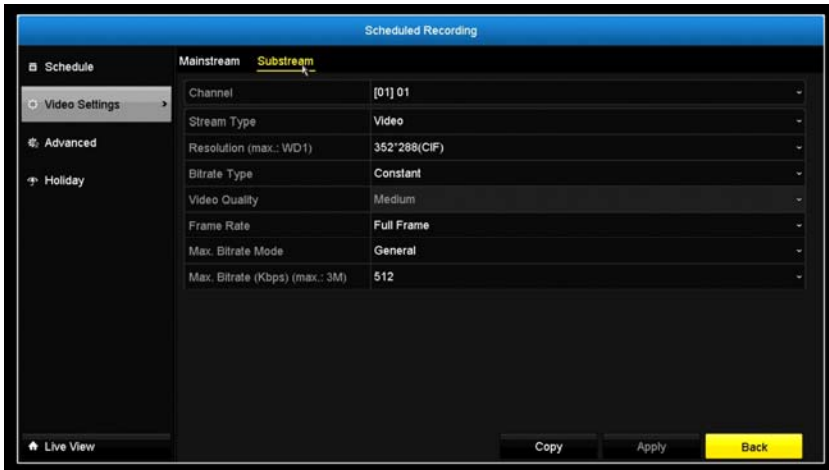 Scheduled Recording
Schedule
Video Settings
Advanced
Holiday
Live View
Mainstream Substream
Channel [01] 01
Stream Type Video
Resolution (max.: WD1) 352*288(CIF)
Bitrate Type Constant
Video Quality Medium
Frame Rate Full Frame
Max. Bitrate Mode General
Max. Bitrate (Kbps) (max.: 3M) 512
Copy Apply Back